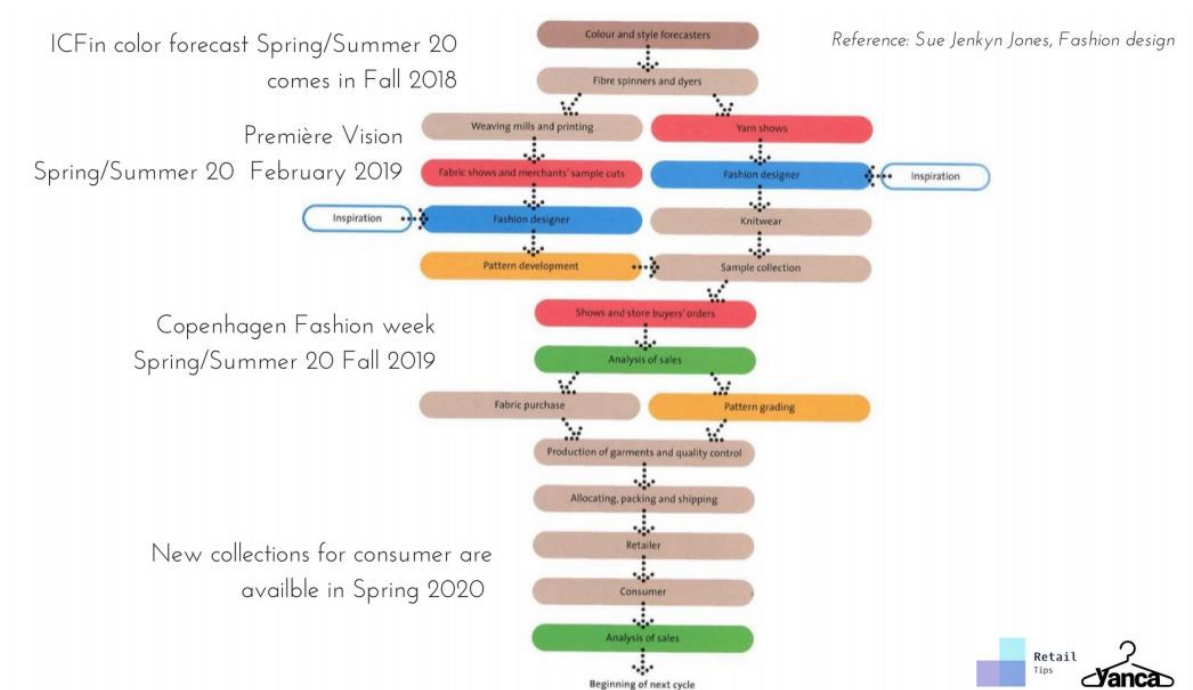 ICFin color forecast Spring/Summer 20
comes in Fall 2018
Colour and style forecasters
Reference: Sue Jenkyn Jones, Fashion design
Fibre spinners and dyers
Première Vision
Spring/Summer 20 February 2019
Weaving mills and printing
Yarn shows
Fabric shows and merchants' sample cuts
Fashion designer
Inspiration
Inspiration
Fashion designer
Knitwear
Pattern development
Sample collection
Copenhagen Fashion week
Spring/Summer 20 Fall 2019
Shows and store buyers' orders
Analysis of sales
Fabric purchase
Pattern grading
Production of garments and quality control
Allocating, packing and shipping
New collections for consumer are
availble in Spring 2020
Retailer
Consumer
Analysis of sales
Beginning of next cycle
Retail
Tips
yanca